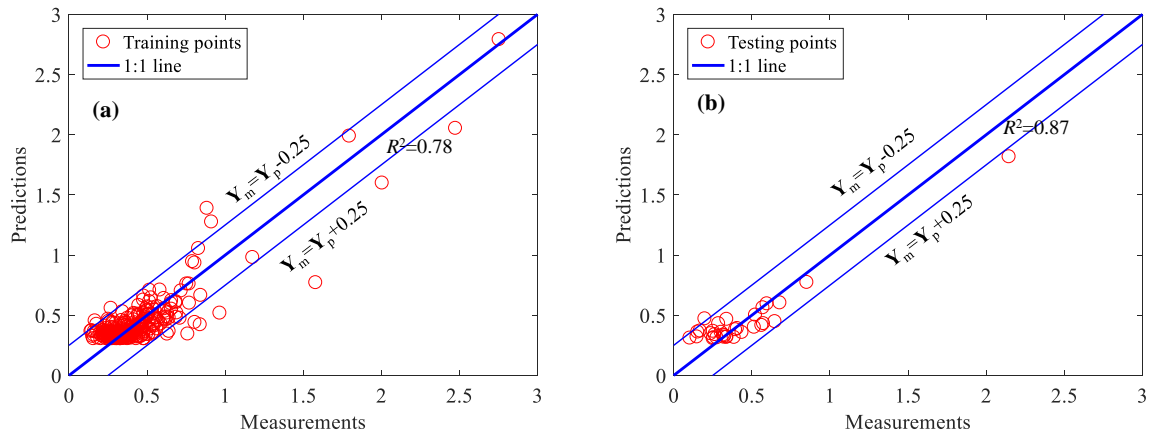 Training points
1:1 line
(a)
R²=0.78
Yₘ=Yₚ-0.25
Yₘ=Yₚ+0.25
3
2.5
2
1.5
1
0.5
0
0 0.5 1 1.5 2 2.5 3
Predictions
Measurements
Testing points
1:1 line
(b)
R²=0.87
Yₘ=Yₚ-0.25
Yₘ=Yₚ+0.25
3
2.5
2
1.5
1
0.5
0
0 0.5 1 1.5 2 2.5 3
Predictions
Measurements